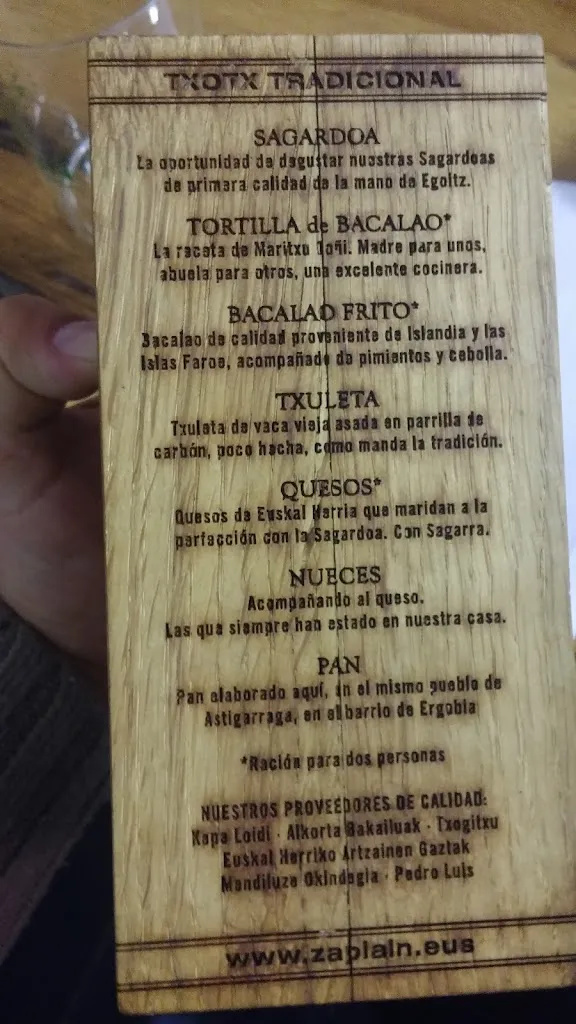 TXOTX TRADICIONAL
SAGARDOA
La oportunidad de degustar nuestras Sagardoas
de primera calidad de la mano de Egoitz.
TORTILLA de BACALAO*
La receta de Maritxu Goñi. Madre para unos,
abuela para otros, una excelente cocinera.
BACALAO FRITO*
Bacalao de calidad proveniente de Islandia y las
Islas Faroe, acompañado de pimientos y cebolla.
TXULETA
Txuleta de vaca vieja asada en parrilla de
carbón, poco hecha, como manda la tradición.
QUESOS*
Quesos de Euskal Herria que maridan a la
perfección con la Sagardoa. Con Sagarra.
NUECES
Acompañando al queso.
Las que siempre han estado en nuestra casa.
PAN
Pan elaborado aquí, en el mismo pueblo de
Astigarraga, en el barrio de Ergobia
*Ración para dos personas
NUESTROS PROVEEDORES DE CALIDAD:
Kapa Loidi · Alkorta Bakailuak · Txogitxu
Euskal Herriko Artzainen Gaztak
Mandiluze Okindegia · Pedro Luis
www.zapiain.eus